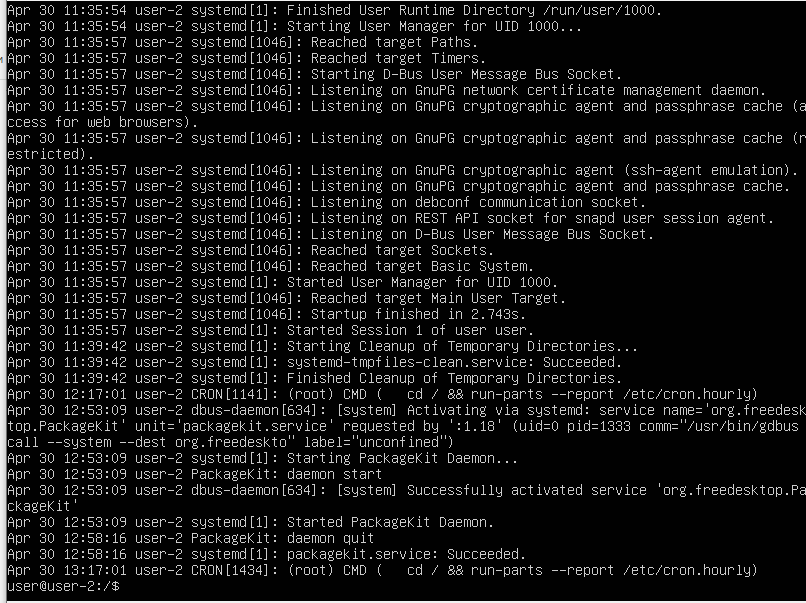 Apr 30 11:35:54 user-2 systemd[1]: Finished User Runtime Directory /run/user/1000.
Apr 30 11:35:54 user-2 systemd[1]: Starting User Manager for UID 1000...
Apr 30 11:35:57 user-2 systemd[1046]: Reached target Paths.
Apr 30 11:35:57 user-2 systemd[1046]: Reached target Timers.
Apr 30 11:35:57 user-2 systemd[1046]: Starting D-Bus User Message Bus Socket.
Apr 30 11:35:57 user-2 systemd[1046]: Listening on GnuPG network certificate management daemon.
Apr 30 11:35:57 user-2 systemd[1046]: Listening on GnuPG cryptographic agent and passphrase cache (a
ccess for web browsers).
Apr 30 11:35:57 user-2 systemd[1046]: Listening on GnuPG cryptographic agent and passphrase cache (r
estricted).
Apr 30 11:35:57 user-2 systemd[1046]: Listening on GnuPG cryptographic agent (ssh-agent emulation).
Apr 30 11:35:57 user-2 systemd[1046]: Listening on GnuPG cryptographic agent and passphrase cache.
Apr 30 11:35:57 user-2 systemd[1046]: Listening on debconf communication socket.
Apr 30 11:35:57 user-2 systemd[1046]: Listening on REST API socket for snapd user session agent.
Apr 30 11:35:57 user-2 systemd[1046]: Listening on D-Bus User Message Bus Socket.
Apr 30 11:35:57 user-2 systemd[1046]: Reached target Sockets.
Apr 30 11:35:57 user-2 systemd[1046]: Reached target Basic System.
Apr 30 11:35:57 user-2 systemd[1]: Started User Manager for UID 1000.
Apr 30 11:35:57 user-2 systemd[1046]: Reached target Main User Target.
Apr 30 11:35:57 user-2 systemd[1046]: Startup finished in 2.743s.
Apr 30 11:35:57 user-2 systemd[1]: Started Session 1 of user user.
Apr 30 11:39:42 user-2 systemd[1]: Starting Cleanup of Temporary Directories...
Apr 30 11:39:42 user-2 systemd[1]: systemd-tmpfiles-clean.service: Succeeded.
Apr 30 11:39:42 user-2 systemd[1]: Finished Cleanup of Temporary Directories.
Apr 30 12:17:01 user-2 CRON[1141]: (root) CMD (   cd / && run-parts --report /etc/cron.hourly)
Apr 30 12:53:09 user-2 dbus-daemon[634]: [system] Activating via systemd: service name='org.freedesk
top.PackageKit' unit='packagekit.service' requested by ':1.18' (uid=0 pid=1333 comm="/usr/bin/gdbus
call --system --dest org.freedeskto" label="unconfined")
Apr 30 12:53:09 user-2 systemd[1]: Starting PackageKit Daemon...
Apr 30 12:53:09 user-2 PackageKit: daemon start
Apr 30 12:53:09 user-2 dbus-daemon[634]: [system] Successfully activated service 'org.freedesktop.Pa
ckageKit'
Apr 30 12:53:09 user-2 systemd[1]: Started PackageKit Daemon.
Apr 30 12:58:16 user-2 PackageKit: daemon quit
Apr 30 12:58:16 user-2 systemd[1]: packagekit.service: Succeeded.
Apr 30 13:17:01 user-2 CRON[1434]: (root) CMD (   cd / && run-parts --report /etc/cron.hourly)
user@user-2:/$